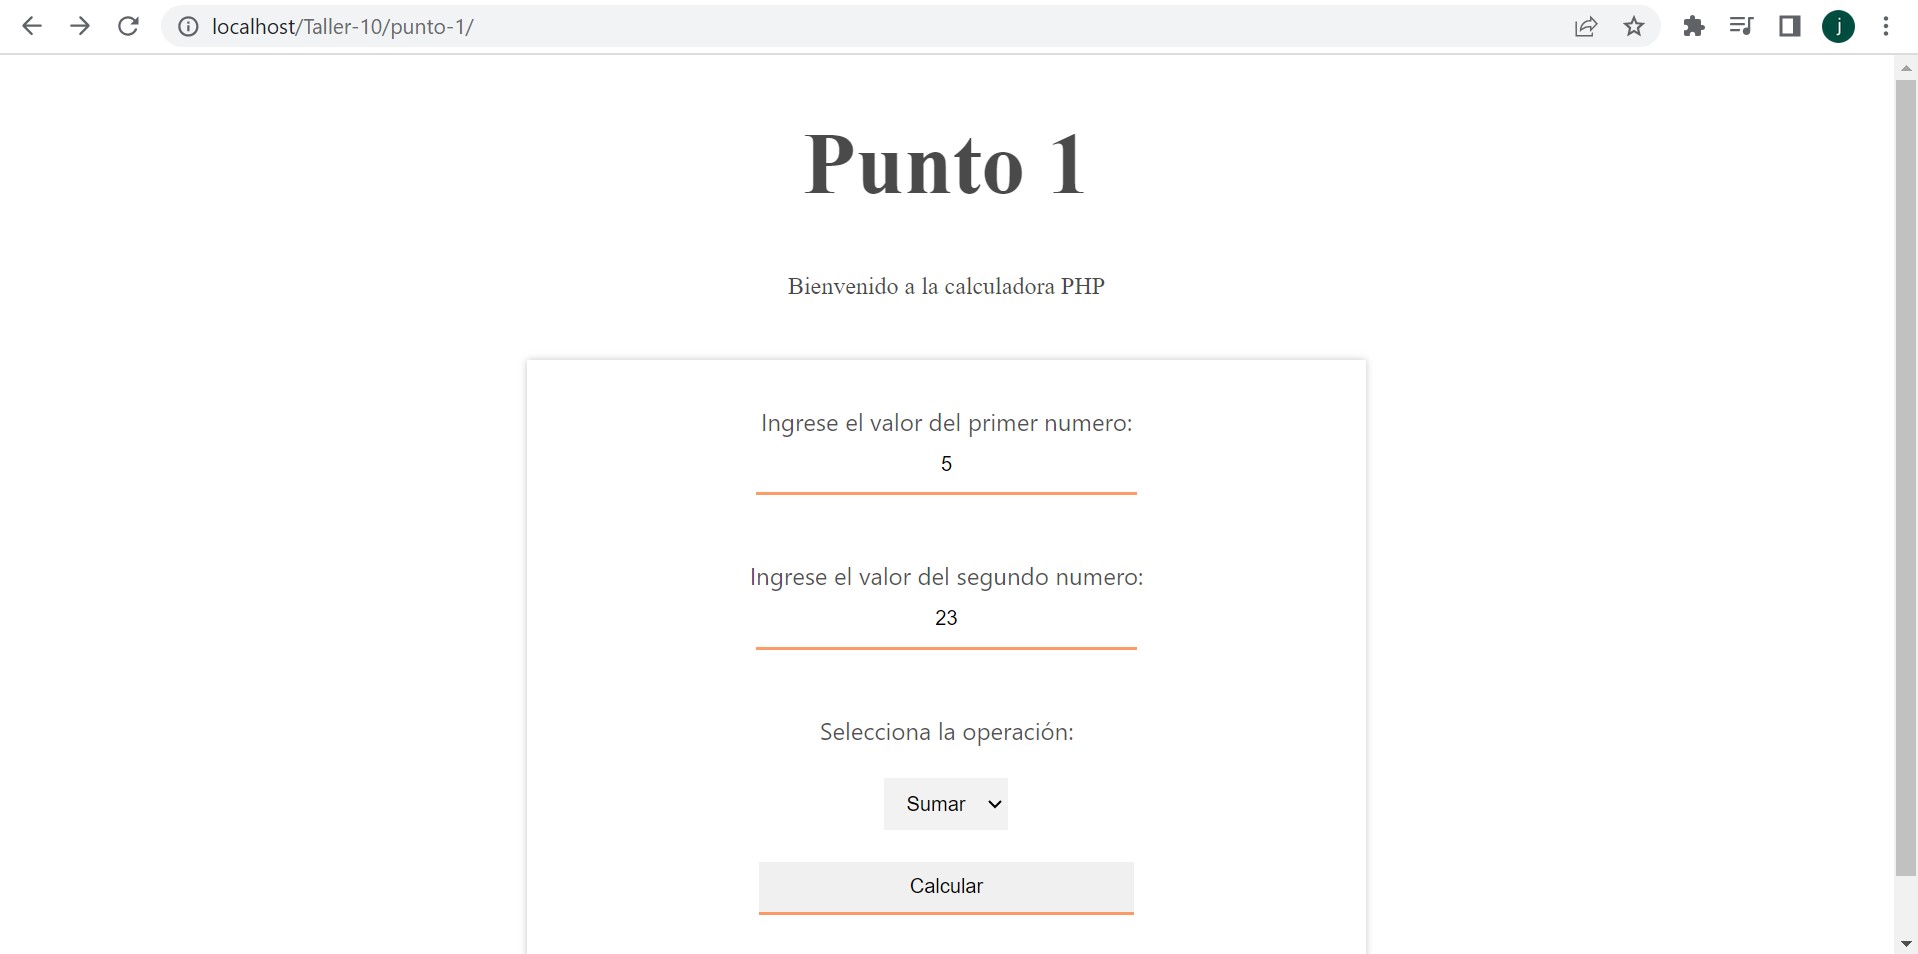 localhost/Taller-10/punto-1/
j
Punto 1
Bienvenido a la calculadora PHP
Ingrese el valor del primer numero:
5
Ingrese el valor del segundo numero:
23
Selecciona la operación:
Sumar
Calcular